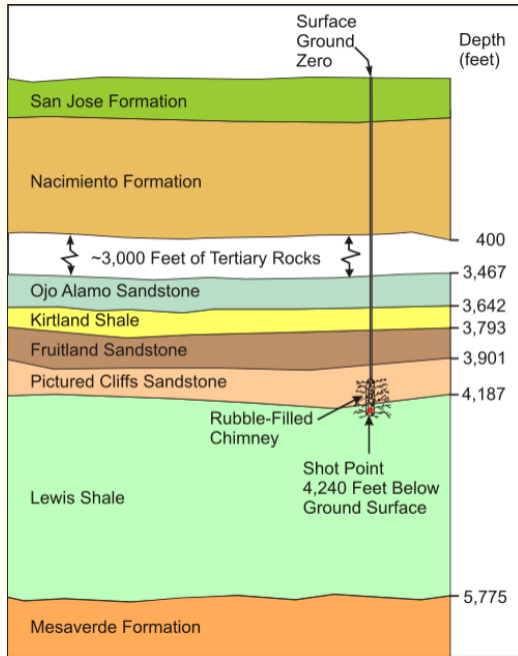 Surface
Ground
Zero
Depth
(feet)
San Jose Formation
Nacimiento Formation
400
~3,000 Feet of Tertiary Rocks
3,467
Ojo Alamo Sandstone
3,642
Kirtland Shale
3,793
Fruitland Sandstone
3,901
Pictured Cliffs Sandstone
4,187
Rubble-Filled
Chimney
Shot Point
4,240 Feet Below
Ground Surface
Lewis Shale
5,775
Mesaverde Formation